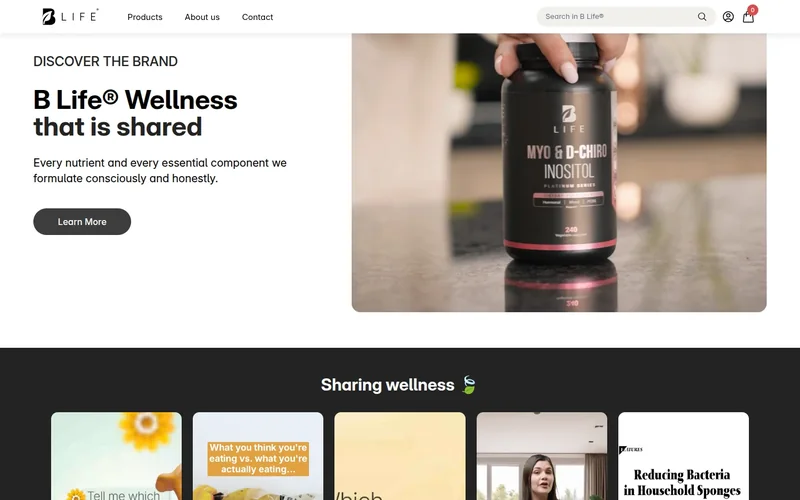 B LIFE®
Products
About us
Contact
Search in B Life®
0
DISCOVER THE BRAND
B Life® Wellness
that is shared
Every nutrient and every essential component we
formulate consciously and honestly.
Learn More
B
LIFE
MYO & D-CHIRO
INOSITOL
PLATINUM SERIES
240
Sharing wellness 🍃
Tell me which
What you think you're
eating vs. what you're
actually eating...
Which
Reducing Bacteria
in Household Sponges